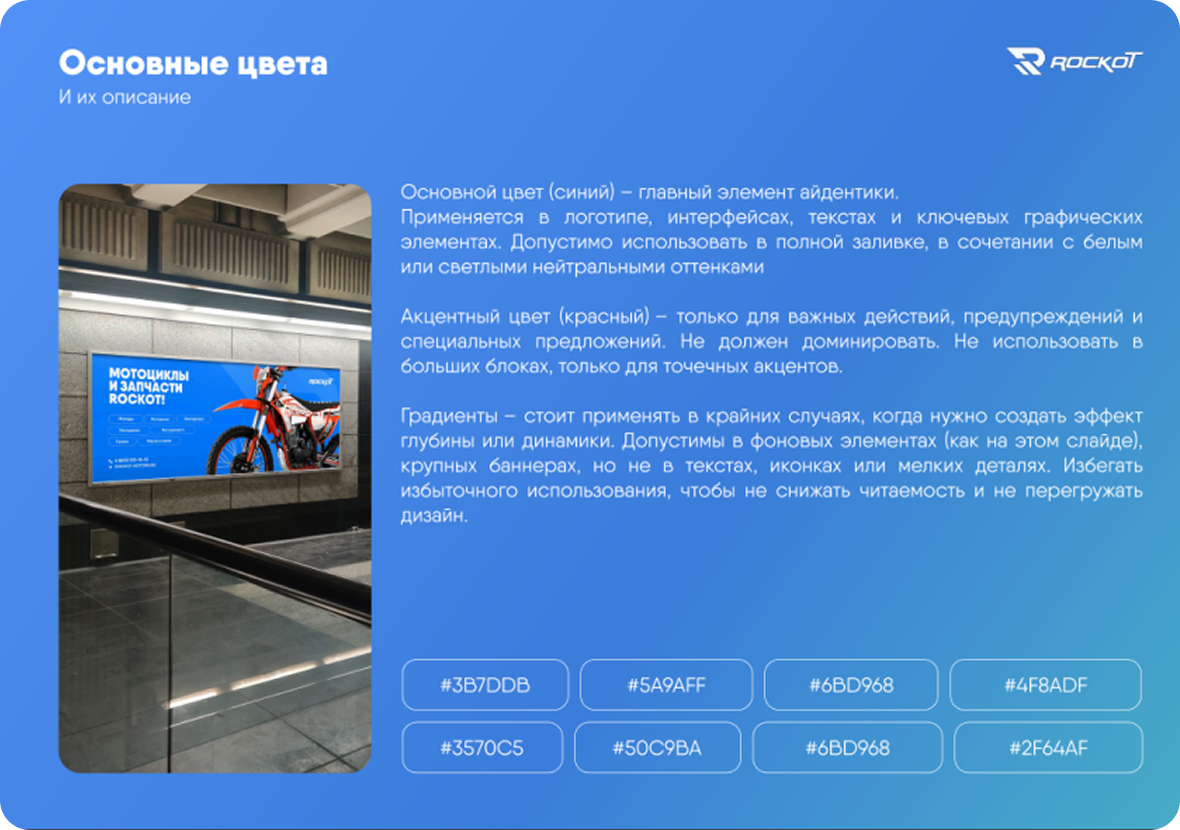 Основные цвета
И их описание
ROCKOT
Основной цвет (синий) – главный элемент айдентики.
Применяется в логотипе, интерфейсах, текстах и ключевых графических
элементах. Допустимо использовать в полной заливке, в сочетании с белым
или светлыми нейтральными оттенками
Акцентный цвет (красный) – только для важных действий, предупреждений и
специальных предложений. Не должен доминировать. Не использовать в
больших блоках, только для точечных акцентов.
Градиенты – стоит применять в крайних случаях, когда нужно создать эффект
глубины или динамики. Допустимы в фоновых элементах (как на этом слайде),
крупных баннерах, но не в текстах, иконках или мелких деталях. Избегать
избыточного использования, чтобы не снижать читаемость и не перегружать
дизайн.
МОТОЦИКЛЫ
И ЗАПЧАСТИ
ROCKOT!
ROCKOT
#3B7DDB
#5A9AFF
#6BD968
#4F8ADF
#3570C5
#50C9BA
#6BD968
#2F64AF